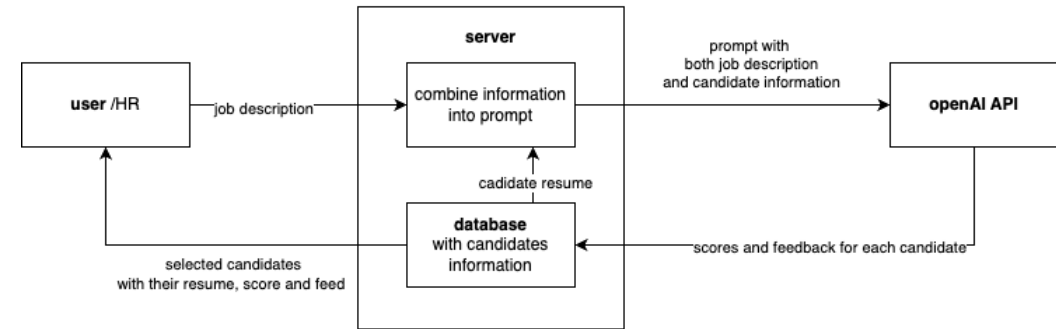 server
prompt with
both job description
and candidate information
user /HR
job description
combine information
into prompt
openAI API
cadidate resume
database
with candidates
information
scores and feedback for each candidate
selected candidates
with their resume, score and feed